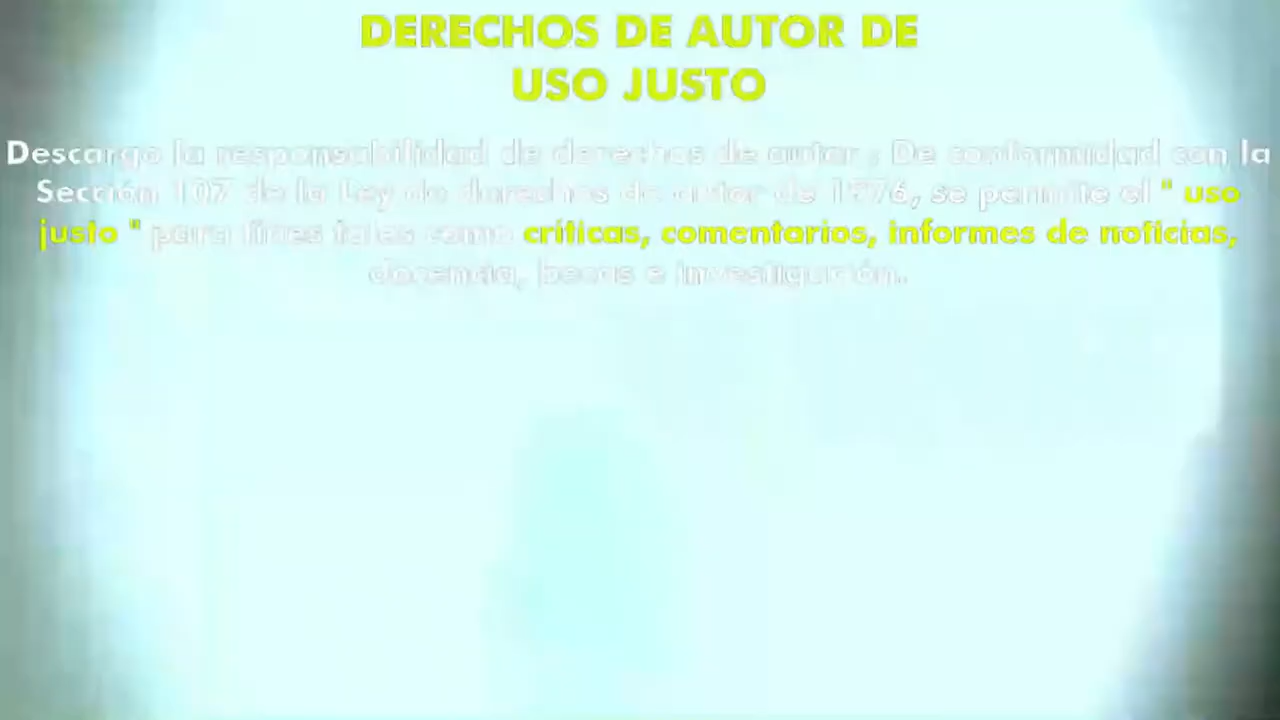 DERECHOS DE AUTOR DE
USO JUSTO
Descargo la responsabilidad de derechos de autor : De conformidad con la
Sección 107 de la Ley de derechos de autor de 1976, se permite el " uso
justo " para fines tales como críticas, comentarios, informes de noticias,
docencia, becas e investigación.